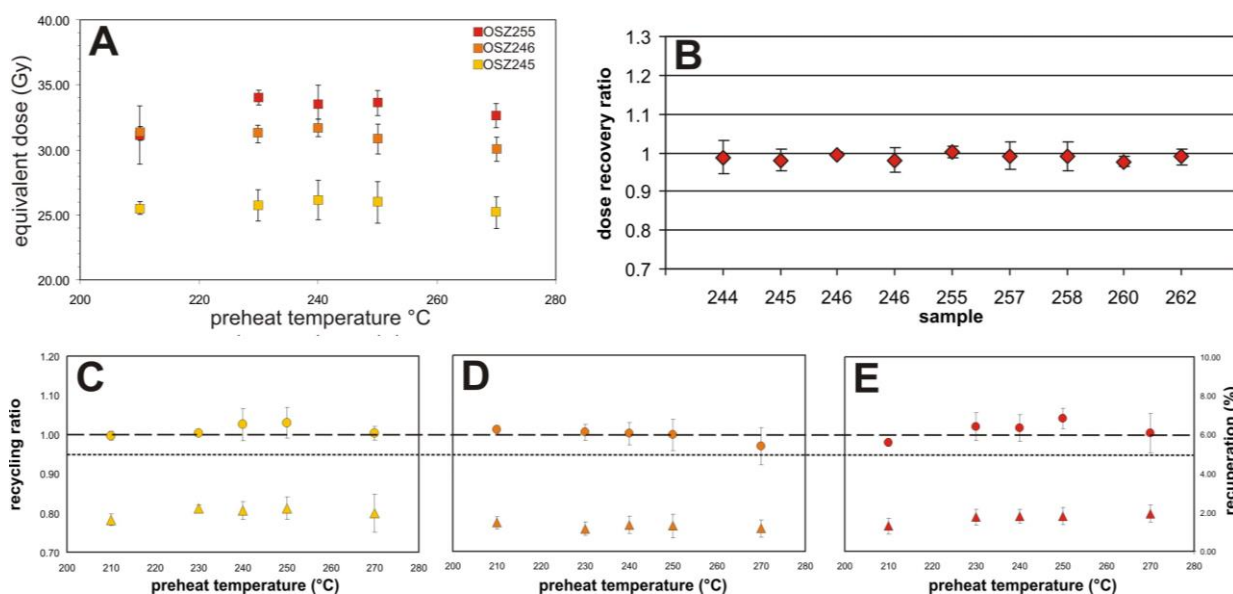 A
OSZ255
OSZ246
OSZ245
equivalent dose (Gy)
40.00
35.00
30.00
25.00
20.00
200 220 240 260 280
preheat temperature °C
B
dose recovery ratio
1.3
1.2
1.1
1
0.9
0.8
0.7
244 245 246 246 255 257 258 260 262
sample
C
recycling ratio
1.20
1.10
1.00
0.90
0.80
0.70
200 210 220 230 240 250 260 270 280
preheat temperature (°C)
D
200 210 220 230 240 250 260 270 280
preheat temperature (°C)
E
200 210 220 230 240 250 260 270 280
preheat temperature (°C)
10.00
8.00
6.00
4.00
2.00
0.00
recuperation (%)